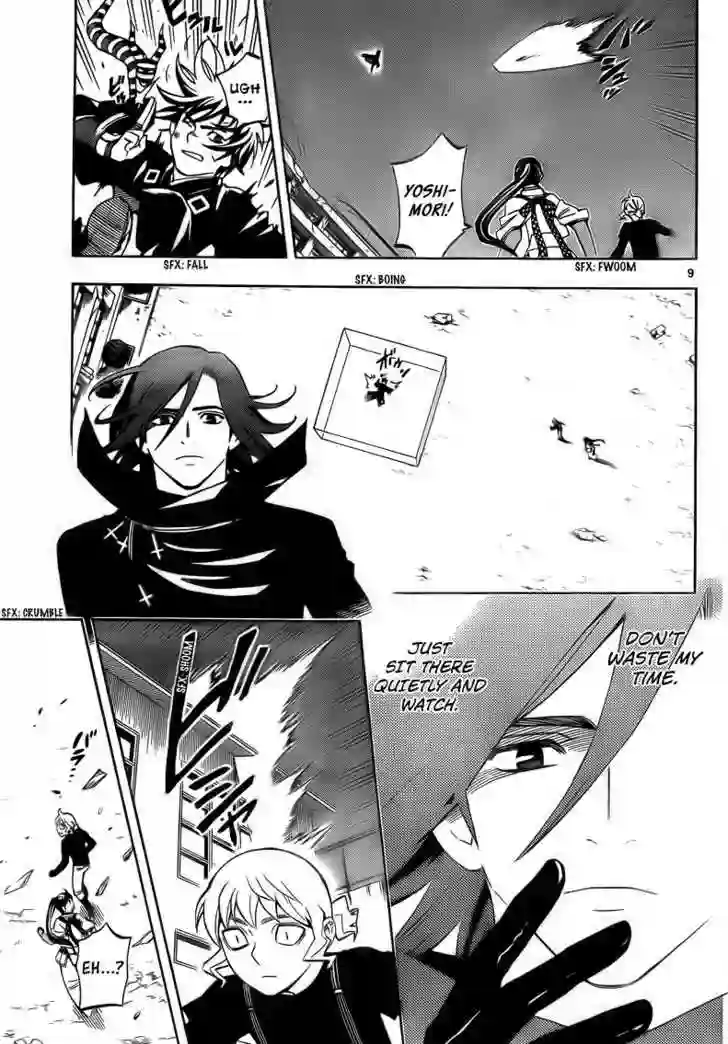 YOSHI-
MORI!
SFX: FWOOM
9
UGH
...
SFX: FALL
SFX: BOING
DON'T
WASTE MY
TIME.
JUST
SIT THERE
QUIETLY AND
WATCH.
SFX: SHOOM
SFX: CRUMBLE
EH...?